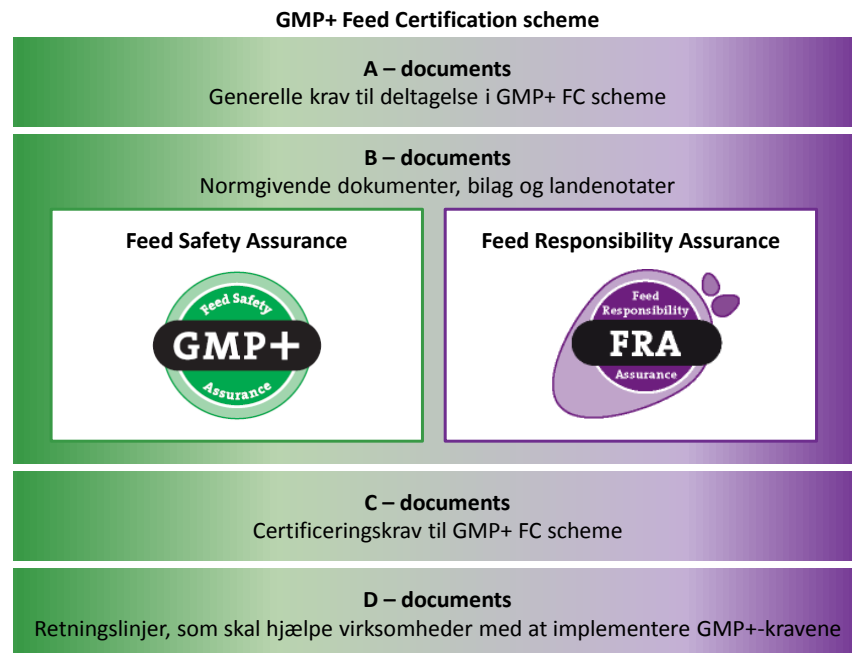 GMP+ Feed Certification scheme
A – documents
Generelle krav til deltagelse i GMP+ FC scheme
B – documents
Normgivende dokumenter, bilag og landenotater
Feed Safety Assurance
Feed Safety
GMP+
Assurance
Feed Responsibility Assurance
Feed
Responsibility
FRA
Assurance
C – documents
Certificeringskrav til GMP+ FC scheme
D – documents
Retningslinjer, som skal hjælpe virksomheder med at implementere GMP+-kravene